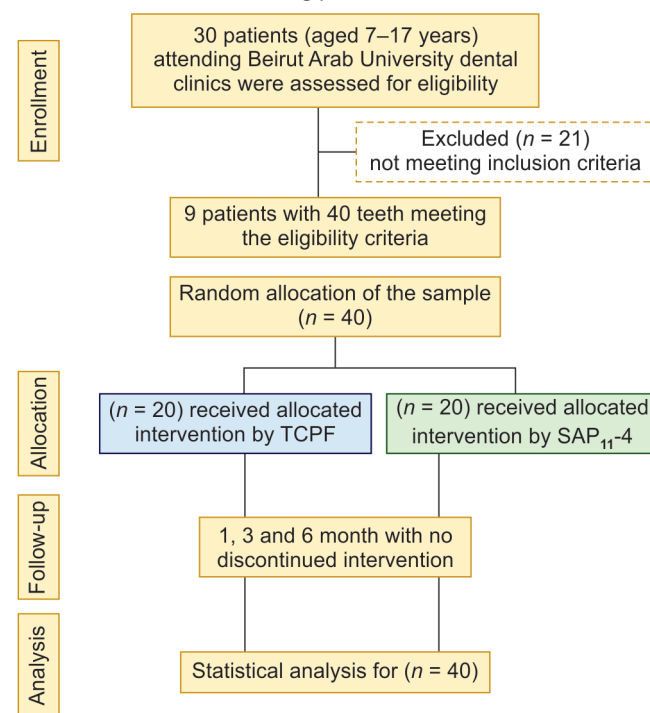 Enrollment
30 patients (aged 7–17 years)
attending Beirut Arab University dental
clinics were assessed for eligibility
Excluded (n = 21)
not meeting inclusion criteria
9 patients with 40 teeth meeting
the eligibility criteria
Random allocation of the sample
(n = 40)
Allocation
(n = 20) received allocated
intervention by TCPF
(n = 20) received allocated
intervention by SAP₁₁-4
Follow-up
1, 3 and 6 month with no
discontinued intervention
Analysis
Statistical analysis for (n = 40)